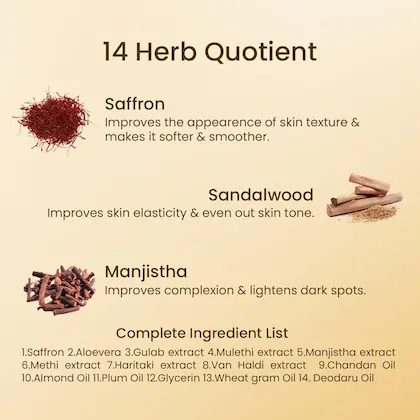 14 Herb Quotient
Saffron
Improves the appearence of skin texture &
makes it softer & smoother.
Sandalwood
Improves skin elasticity & even out skin tone.
Manjistha
Improves complexion & lightens dark spots.
Complete Ingredient List
1.Saffron 2.Aloevera 3.Gulab extract 4.Mulethi extract 5.Manjistha extract
6.Methi extract 7.Haritaki extract 8.Van Haldi extract 9.Chandan Oil
10.Almond Oil 11.Plum Oil 12.Glycerin 13.Wheat gram Oil 14. Deodaru Oil